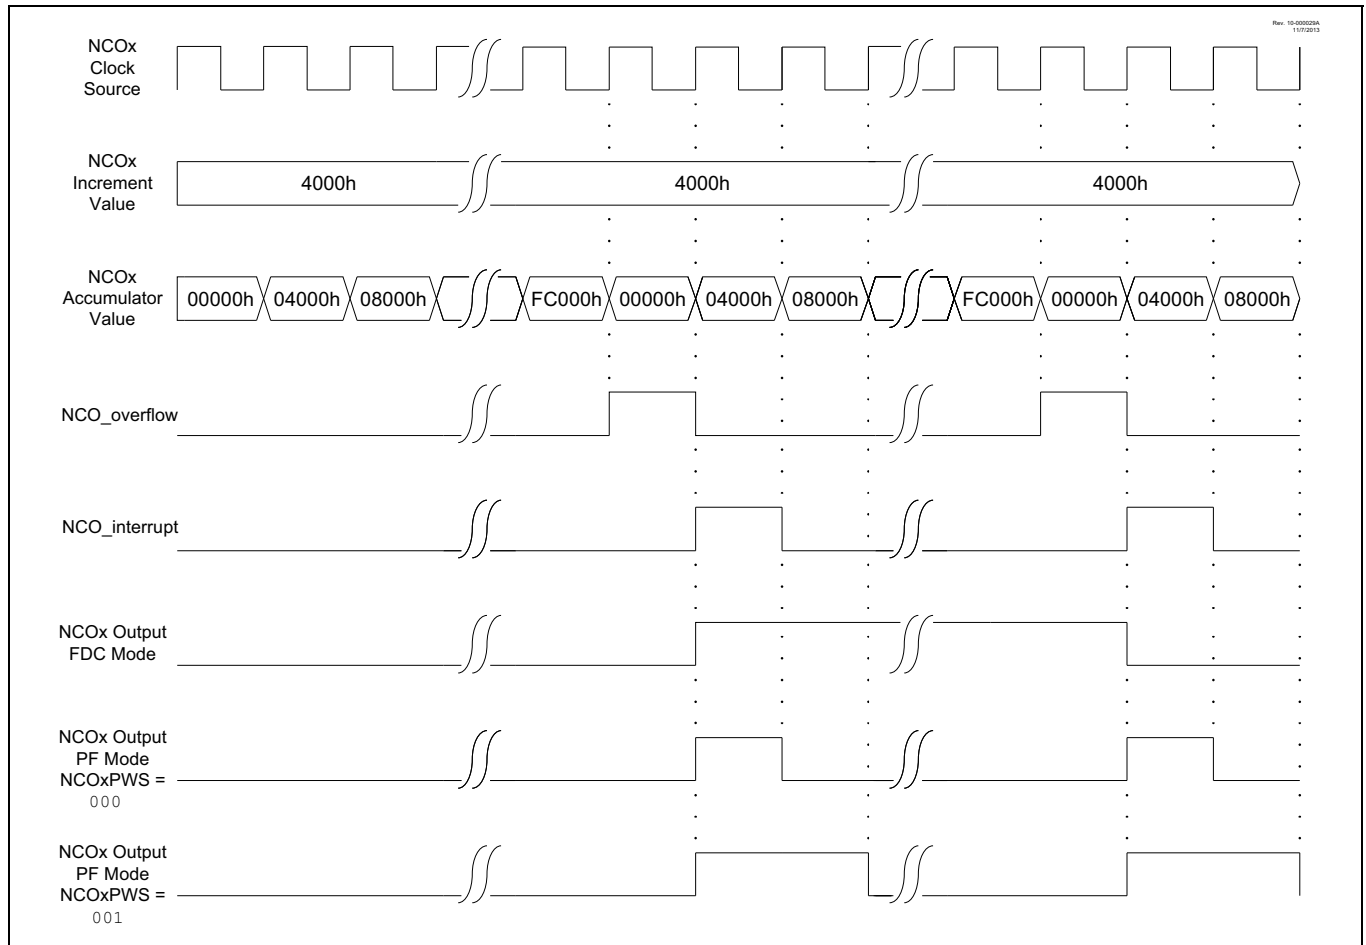 Rev. 10-000029A
11/7/2013
NCOx
Clock
Source
NCOx
Increment
Value
4000h
4000h
4000h
NCOx
Accumulator
Value
00000h
04000h
08000h
FC000h
00000h
04000h
08000h
FC000h
00000h
04000h
08000h
NCO_overflow
NCO_interrupt
NCOx Output
FDC Mode
NCOx Output
PF Mode
NCOxPWS =
000
NCOx Output
PF Mode
NCOxPWS =
001